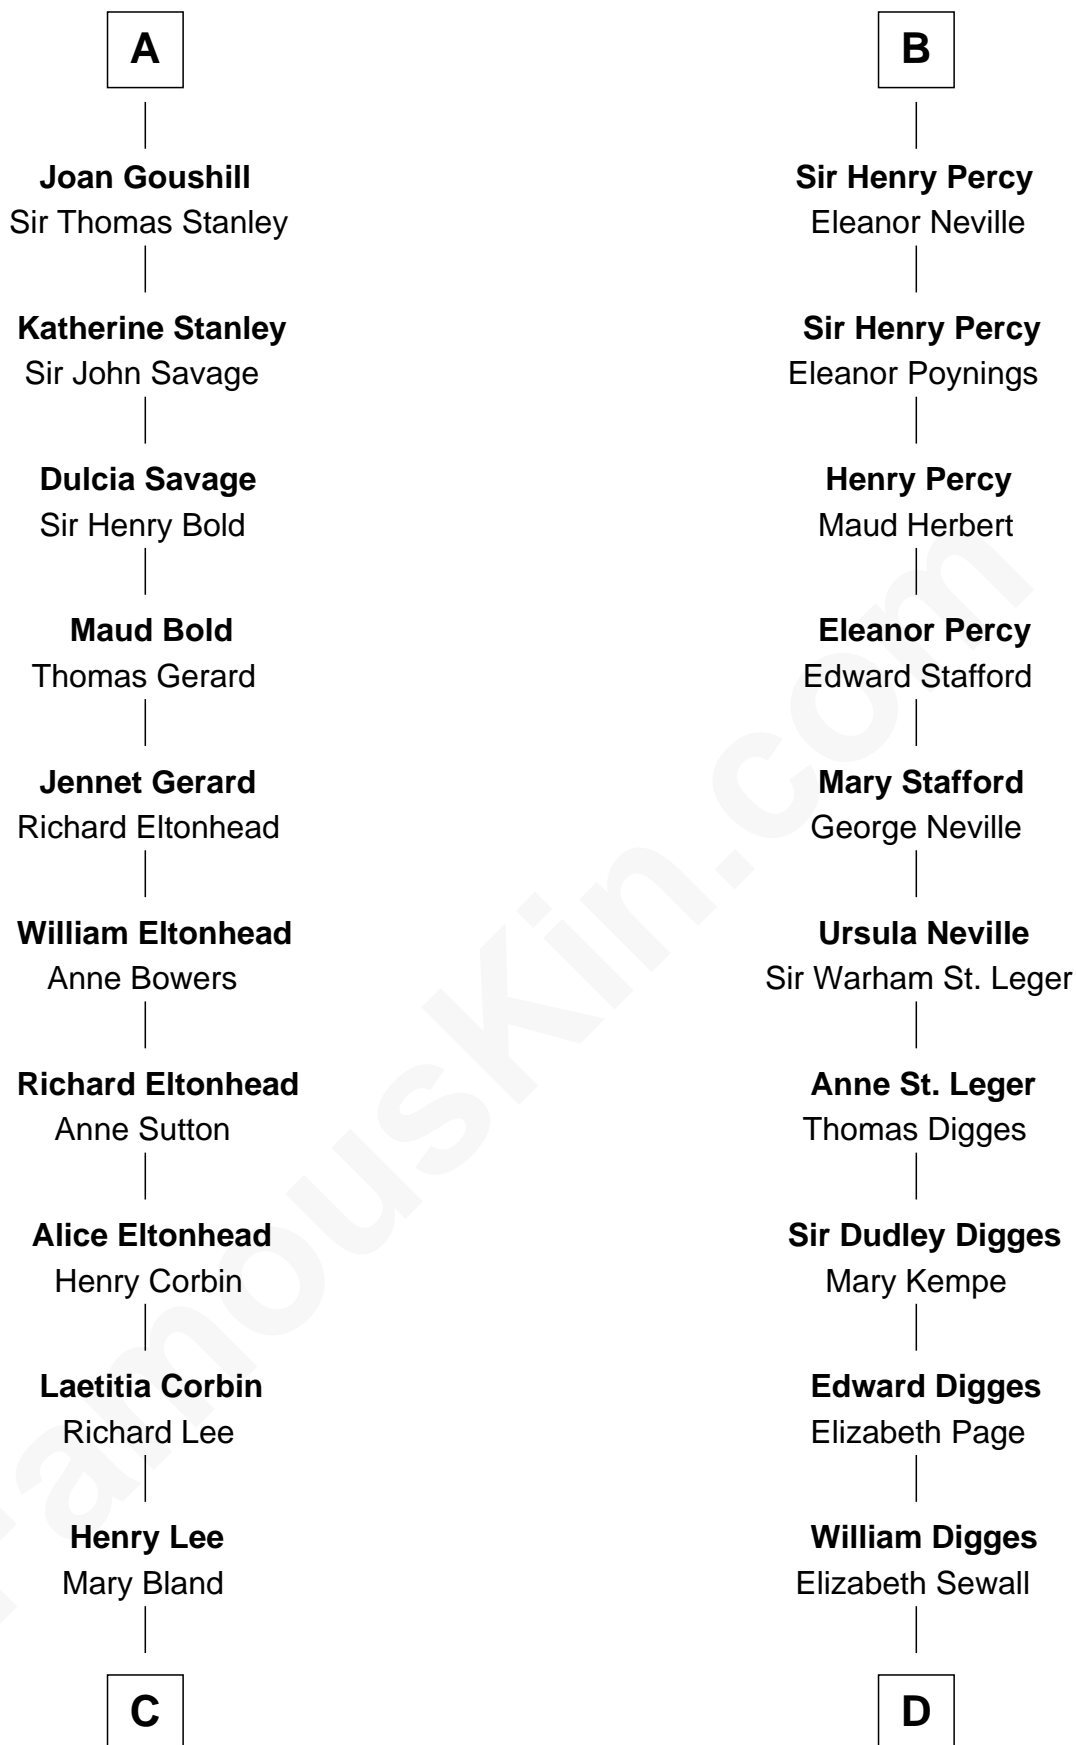 A
Joan Goushill
Sir Thomas Stanley
Katherine Stanley
Sir John Savage
Dulcia Savage
Sir Henry Bold
Maud Bold
Thomas Gerard
Jennet Gerard
Richard Eltonhead
William Eltonhead
Anne Bowers
Richard Eltonhead
Anne Sutton
Alice Eltonhead
Henry Corbin
Laetitia Corbin
Richard Lee
Henry Lee
Mary Bland
C
B
Sir Henry Percy
Eleanor Neville
Sir Henry Percy
Eleanor Poynings
Henry Percy
Maud Herbert
Eleanor Percy
Edward Stafford
Mary Stafford
George Neville
Ursula Neville
Sir Warham St. Leger
Anne St. Leger
Thomas Digges
Sir Dudley Digges
Mary Kempe
Edward Digges
Elizabeth Page
William Digges
Elizabeth Sewall
D
FamousKin.com